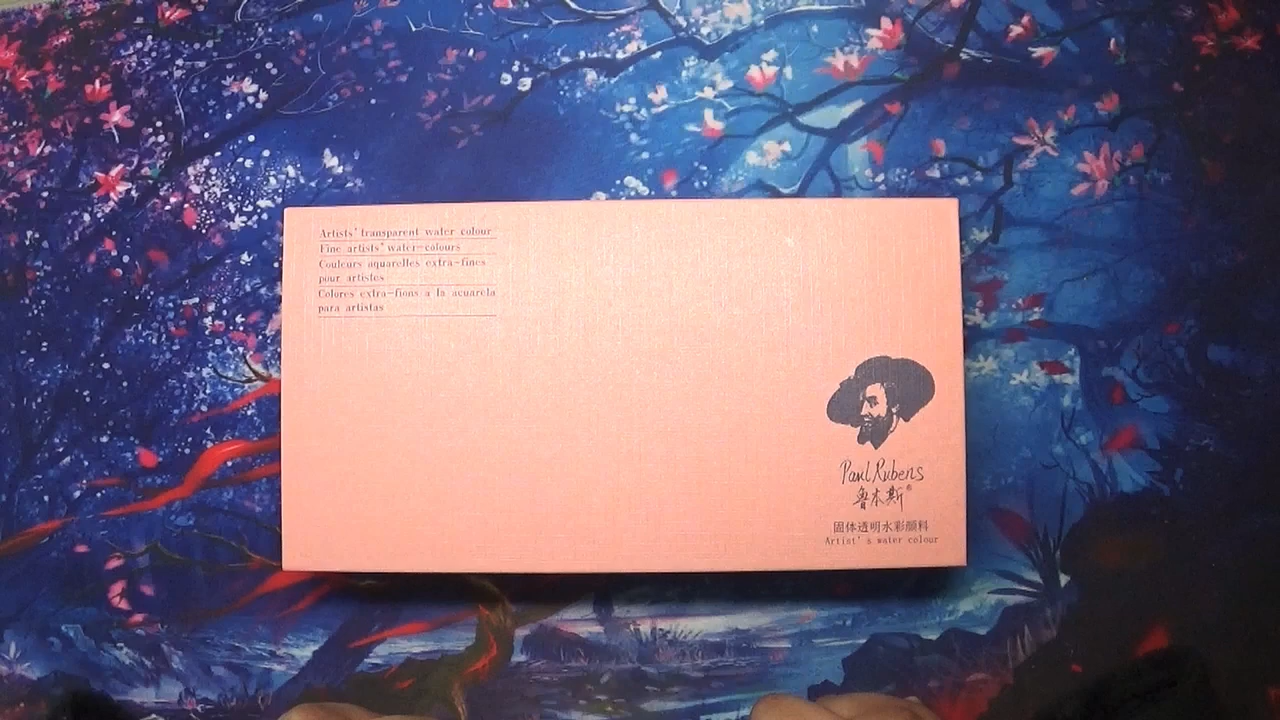 Artists' transparent water colour
Fine artists' water-colours
Couleurs aquarelles extra-fines
pour artistes
Colores extra-fions a la acuarela
para artistas
Paul Rubens
鲁本斯®
固体透明水彩颜料
Artist's water colour